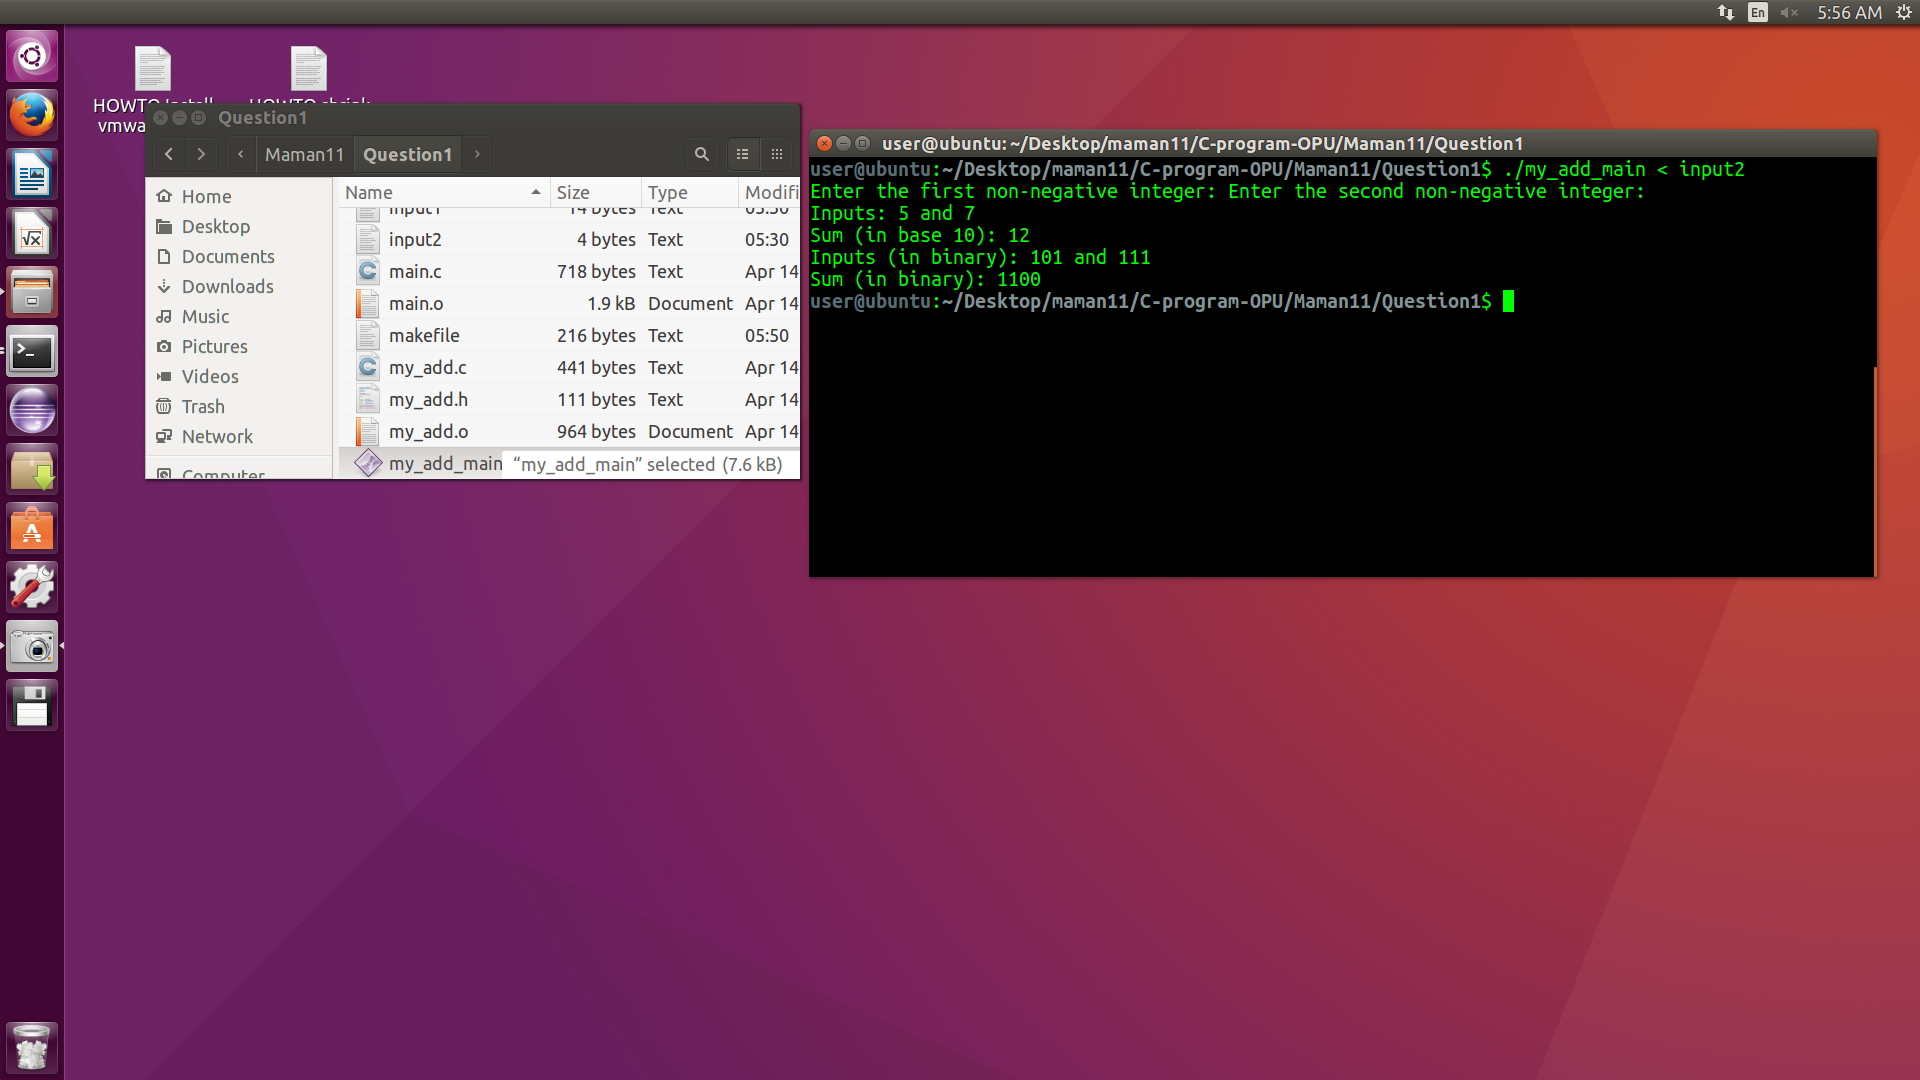 En 5:56 AM
HOWTO
vmwa
Question1
Maman11 Question1
Home
Desktop
Documents
Downloads
Music
Pictures
Videos
Trash
Network
Computer
Name Size Type Modifi
input1 14 bytes Text 05:30
input2 4 bytes Text 05:30
main.c 718 bytes Text Apr 14
main.o 1.9 kB Document Apr 14
makefile 216 bytes Text 05:50
my_add.c 441 bytes Text Apr 14
my_add.h 111 bytes Text Apr 14
my_add.o 964 bytes Document Apr 14
my_add_main “my_add_main” selected (7.6 kB)
user@ubuntu: ~/Desktop/maman11/C-program-OPU/Maman11/Question1
user@ubuntu:~/Desktop/maman11/C-program-OPU/Maman11/Question1$ ./my_add_main < input2
Enter the first non-negative integer: Enter the second non-negative integer:
Inputs: 5 and 7
Sum (in base 10): 12
Inputs (in binary): 101 and 111
Sum (in binary): 1100
user@ubuntu:~/Desktop/maman11/C-program-OPU/Maman11/Question1$